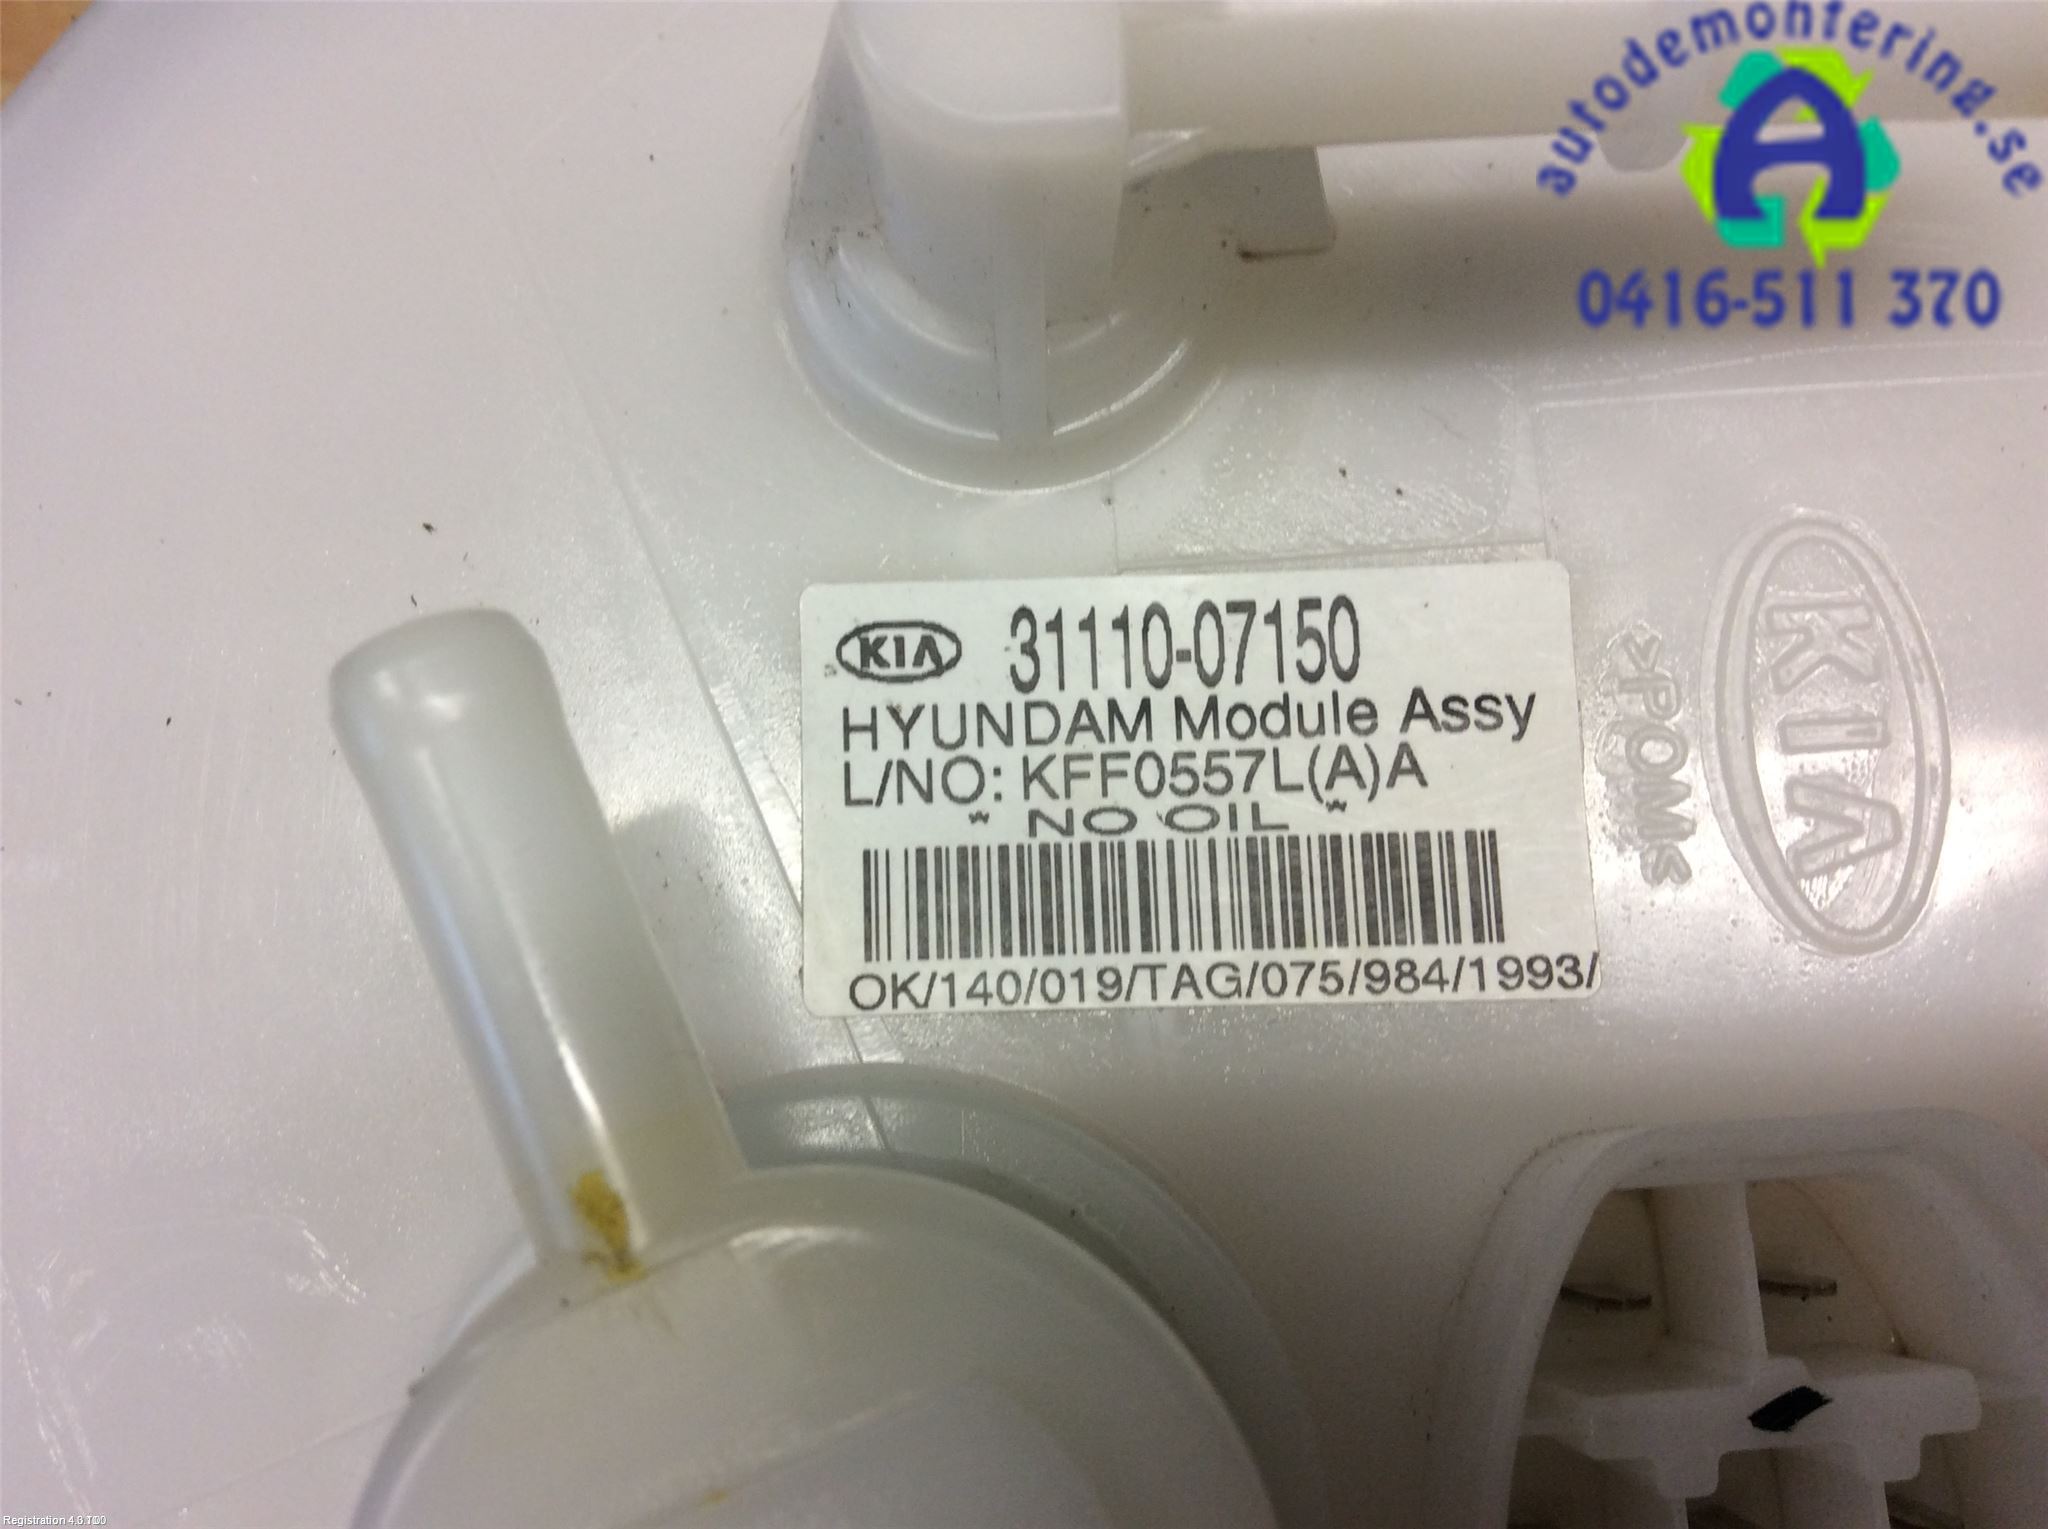 autodemontering.se
A
0416-511 370
KIA 31110-07150
HYUNDAM Module Assy
L/NO: KFF0557L(A)A
* NO OIL *
OK/140/019/TAG/075/984/1993/
>POM<
KIA
Registration